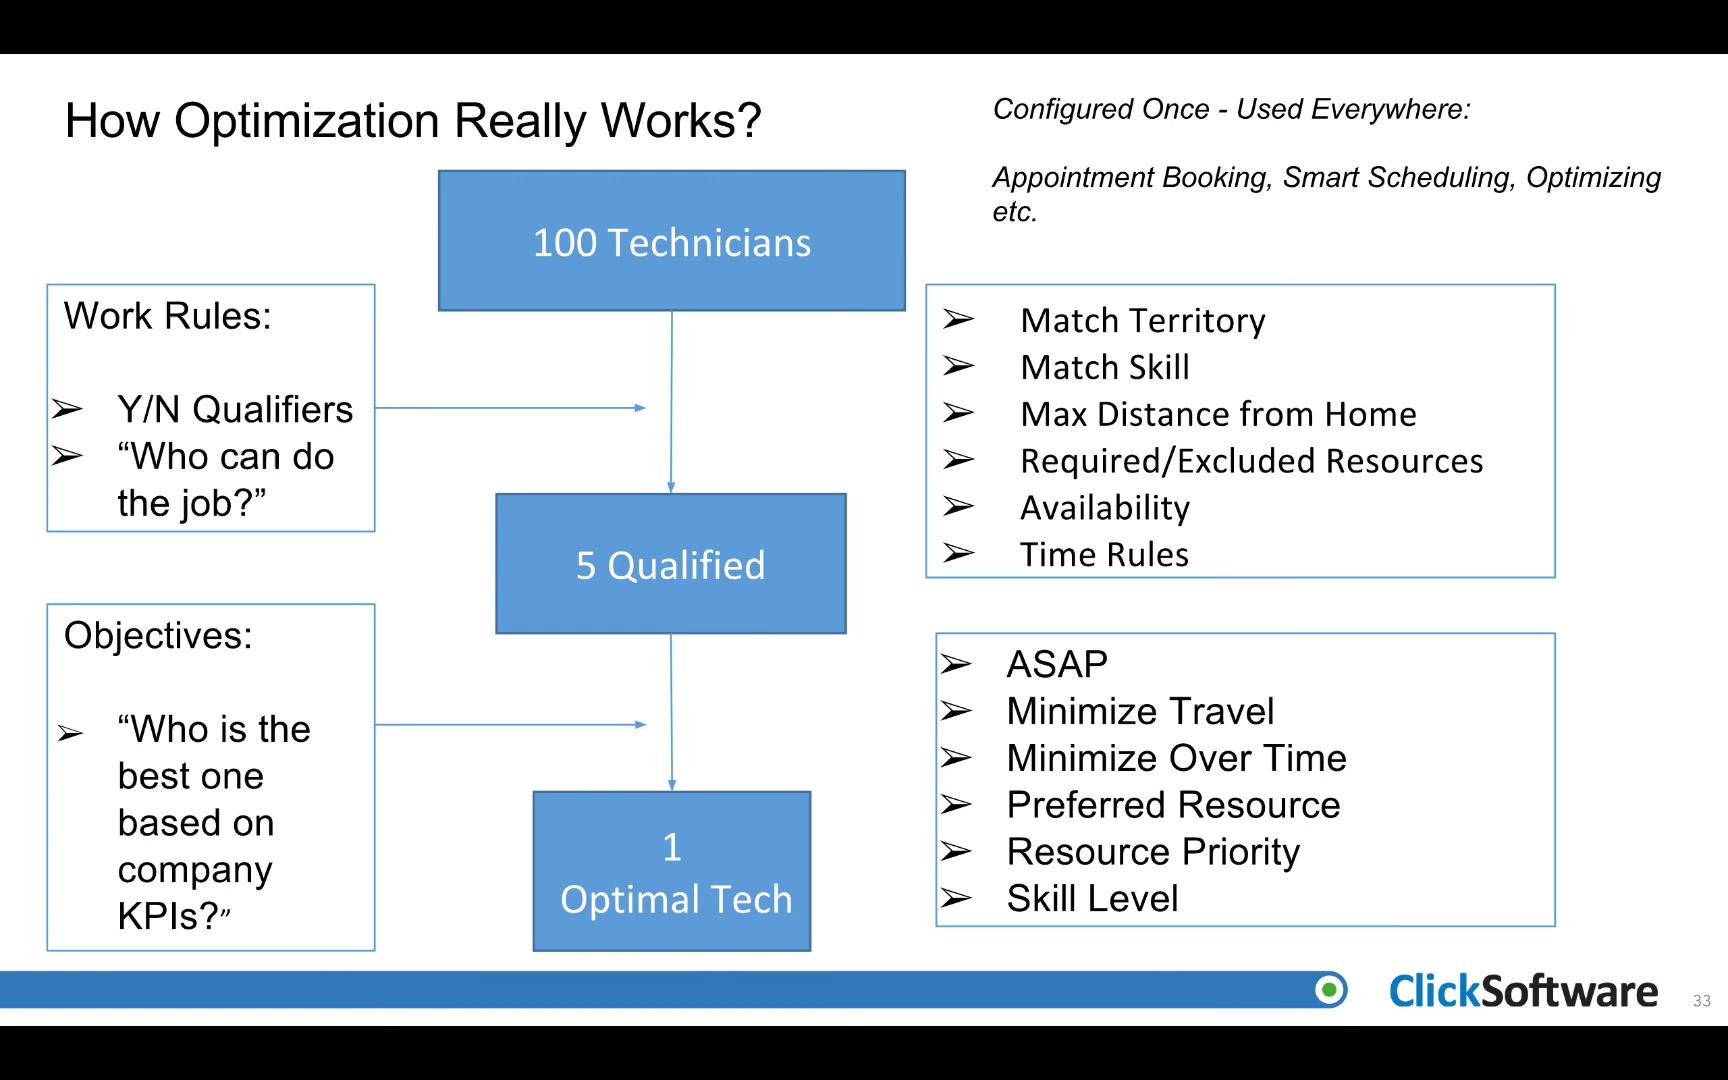 How Optimization Really Works?
Configured Once - Used Everywhere:
Appointment Booking, Smart Scheduling, Optimizing
etc.
100 Technicians
Work Rules:
➢ Y/N Qualifiers
➢ “Who can do
the job?”
➢ Match Territory
➢ Match Skill
➢ Max Distance from Home
➢ Required/Excluded Resources
➢ Availability
➢ Time Rules
5 Qualified
Objectives:
➢ “Who is the
best one
based on
company
KPIs?”
➢ ASAP
➢ Minimize Travel
➢ Minimize Over Time
➢ Preferred Resource
➢ Resource Priority
➢ Skill Level
1
Optimal Tech
ClickSoftware
33